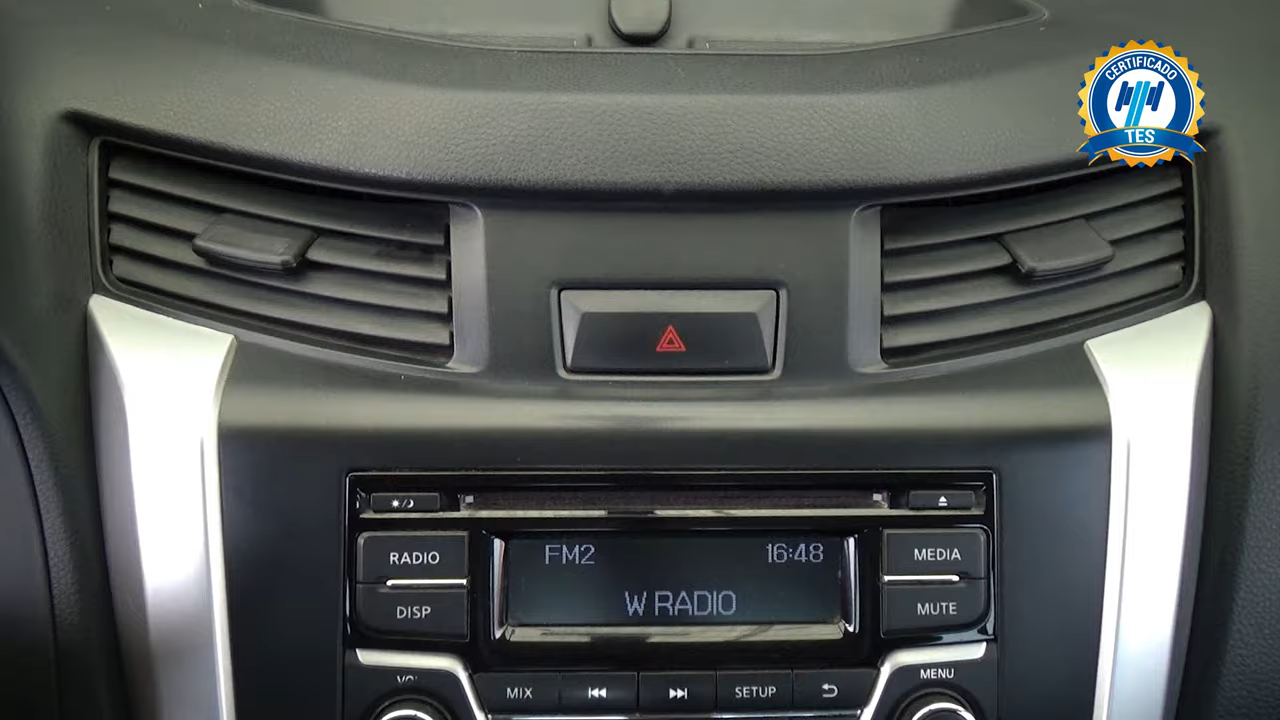 CERTIFICADO
TES
RADIO
DISP
FM2
16:48
W RADIO
MEDIA
MUTE
MIX
SETUP
MENU